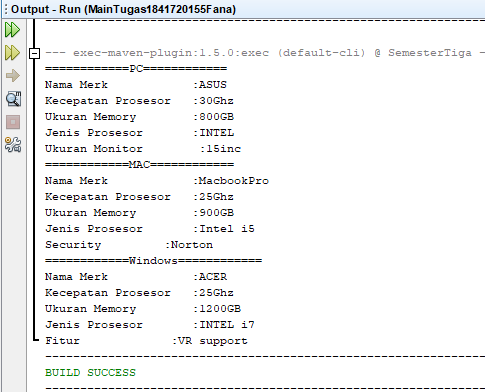 Output - Run (MainTugas1841720155Fana)
--- exec-maven-plugin:1.5.0:exec (default-cli) @ SemesterTiga -
============PC============
Nama Merk            :ASUS
Kecepatan Prosesor   :30Ghz
Ukuran Memory        :800GB
Jenis Prosesor       :INTEL
Ukuran Monitor        :15inc
============MAC============
Nama Merk            :MacbookPro
Kecepatan Prosesor   :25Ghz
Ukuran Memory        :900GB
Jenis Prosesor       :Intel i5
Security         :Norton
============Windows============
Nama Merk            :ACER
Kecepatan Prosesor   :25Ghz
Ukuran Memory        :1200GB
Jenis Prosesor       :INTEL i7
Fitur             :VR support
------------------------------------------------------------------------
BUILD SUCCESS
------------------------------------------------------------------------